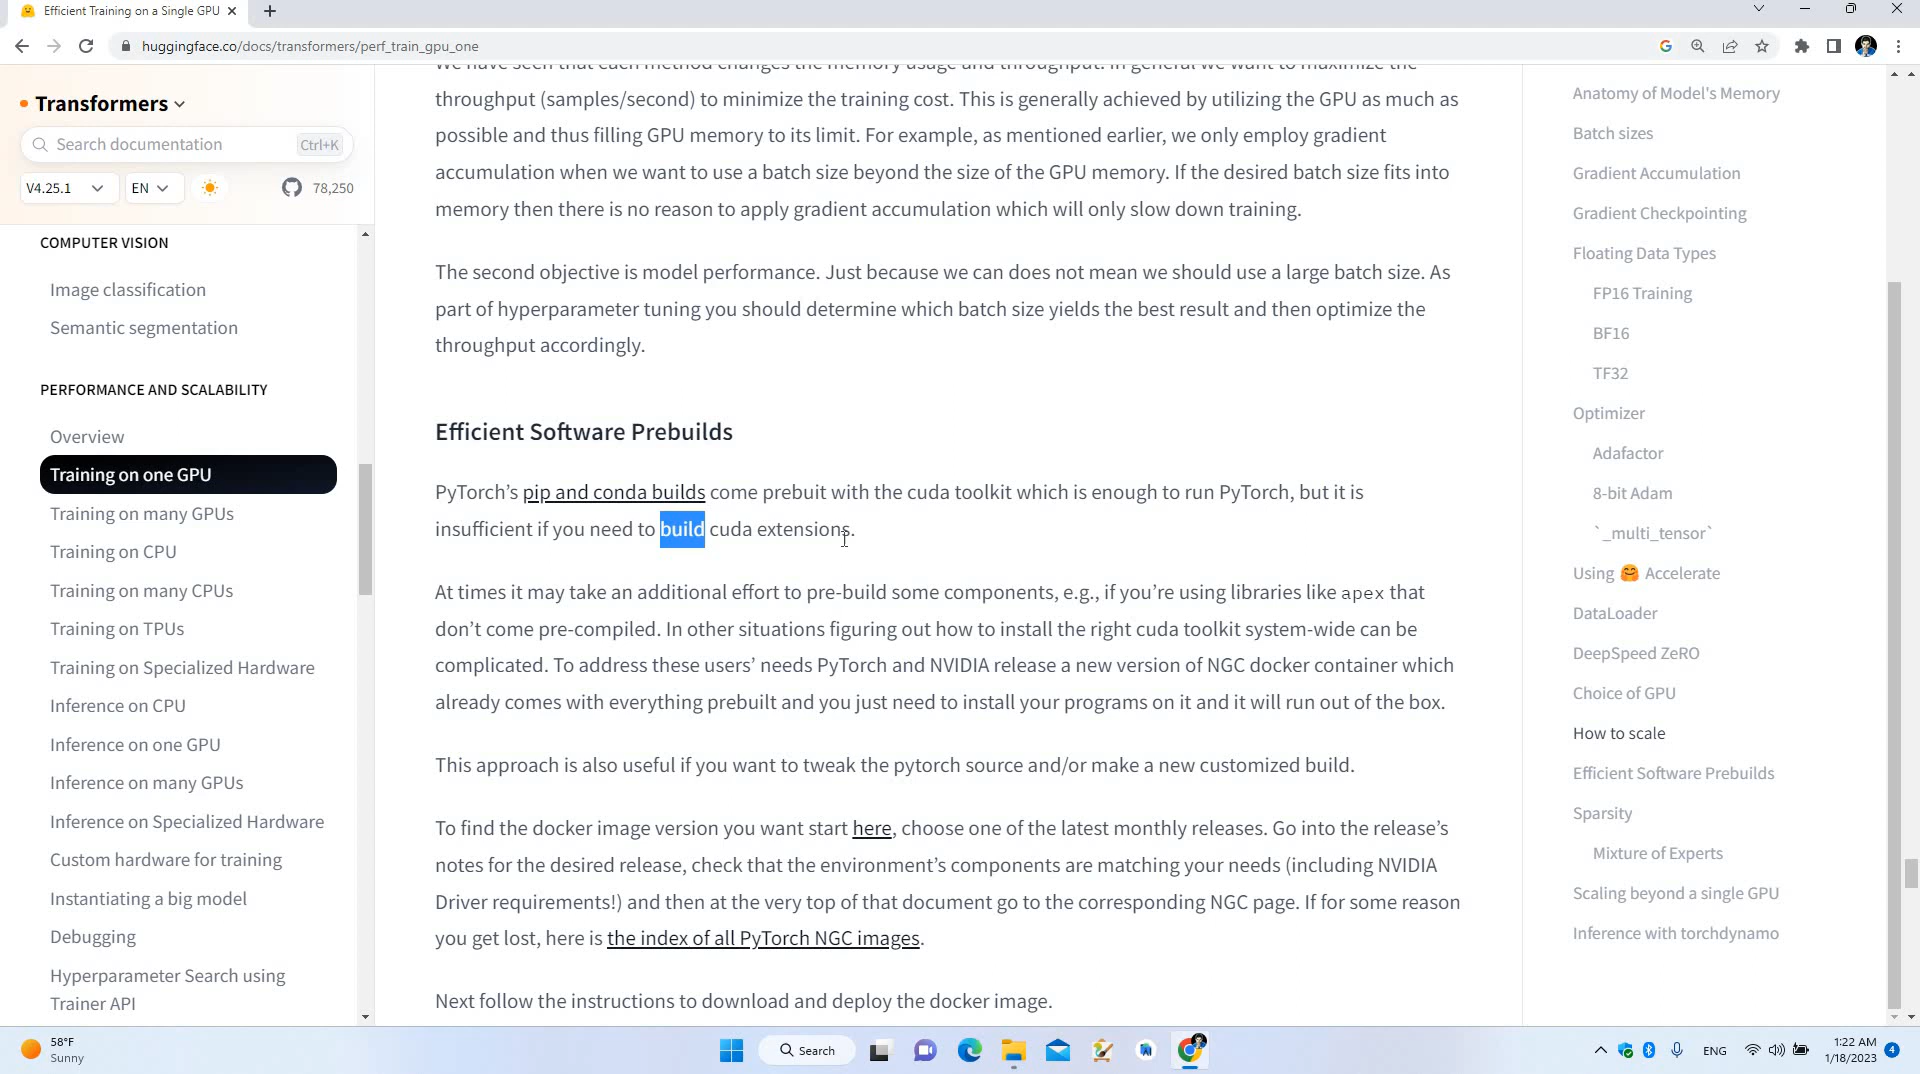 Efficient Training on a Single GPU
huggingface.co/docs/transformers/perf_train_gpu_one
Transformers
Search documentation Ctrl+K
V4.25.1 EN 78,250
COMPUTER VISION
Image classification
Semantic segmentation
PERFORMANCE AND SCALABILITY
Overview
Training on one GPU
Training on many GPUs
Training on CPU
Training on many CPUs
Training on TPUs
Training on Specialized Hardware
Inference on CPU
Inference on one GPU
Inference on many GPUs
Inference on Specialized Hardware
Custom hardware for training
Instantiating a big model
Debugging
Hyperparameter Search using
Trainer API
We have seen that each method changes the memory usage and throughput. In general we want to maximize the
throughput (samples/second) to minimize the training cost. This is generally achieved by utilizing the GPU as much as
possible and thus filling GPU memory to its limit. For example, as mentioned earlier, we only employ gradient
accumulation when we want to use a batch size beyond the size of the GPU memory. If the desired batch size fits into
memory then there is no reason to apply gradient accumulation which will only slow down training.
The second objective is model performance. Just because we can does not mean we should use a large batch size. As
part of hyperparameter tuning you should determine which batch size yields the best result and then optimize the
throughput accordingly.
Efficient Software Prebuilds
PyTorch’s pip and conda builds come prebuit with the cuda toolkit which is enough to run PyTorch, but it is
insufficient if you need to build cuda extensions.
At times it may take an additional effort to pre-build some components, e.g., if you’re using libraries like apex that
don’t come pre-compiled. In other situations figuring out how to install the right cuda toolkit system-wide can be
complicated. To address these users’ needs PyTorch and NVIDIA release a new version of NGC docker container which
already comes with everything prebuilt and you just need to install your programs on it and it will run out of the box.
This approach is also useful if you want to tweak the pytorch source and/or make a new customized build.
To find the docker image version you want start here, choose one of the latest monthly releases. Go into the release’s
notes for the desired release, check that the environment’s components are matching your needs (including NVIDIA
Driver requirements!) and then at the very top of that document go to the corresponding NGC page. If for some reason
you get lost, here is the index of all PyTorch NGC images.
Next follow the instructions to download and deploy the docker image.
Anatomy of Model's Memory
Batch sizes
Gradient Accumulation
Gradient Checkpointing
Floating Data Types
FP16 Training
BF16
TF32
Optimizer
Adafactor
8-bit Adam
`_multi_tensor`
Using 🤗 Accelerate
DataLoader
DeepSpeed ZeRO
Choice of GPU
How to scale
Efficient Software Prebuilds
Sparsity
Mixture of Experts
Scaling beyond a single GPU
Inference with torchdynamo
58°F
Sunny
Search
ENG
1:22 AM
1/18/2023
4